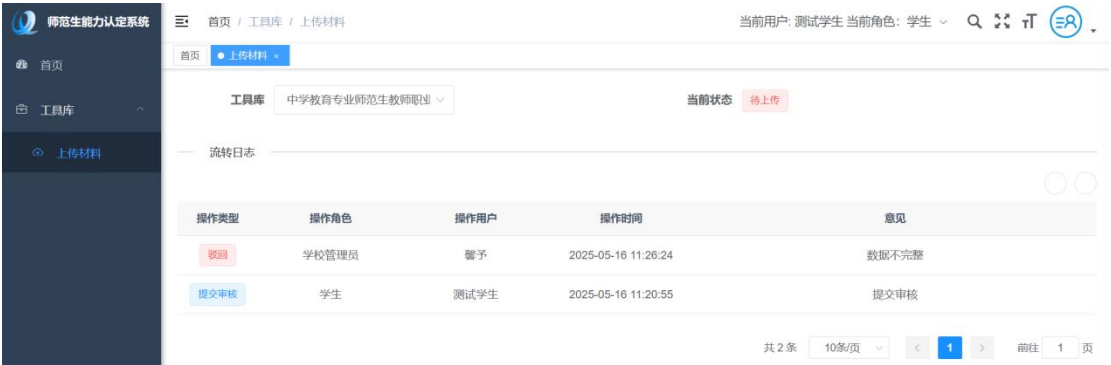 师范生能力认定系统
首页 / 工具库 / 上传材料
当前用户: 测试学生 当前角色: 学生
首页
上传材料 ×
首页
工具库
上传材料
工具库 中学教育专业师范生教师职业
当前状态 待上传
流转日志
操作类型 操作角色 操作用户 操作时间 意见
驳回 学校管理员 馨予 2025-05-16 11:26:24 数据不完整
提交审核 学生 测试学生 2025-05-16 11:20:55 提交审核
共 2 条 10条/页 < 1 > 前往 1 页